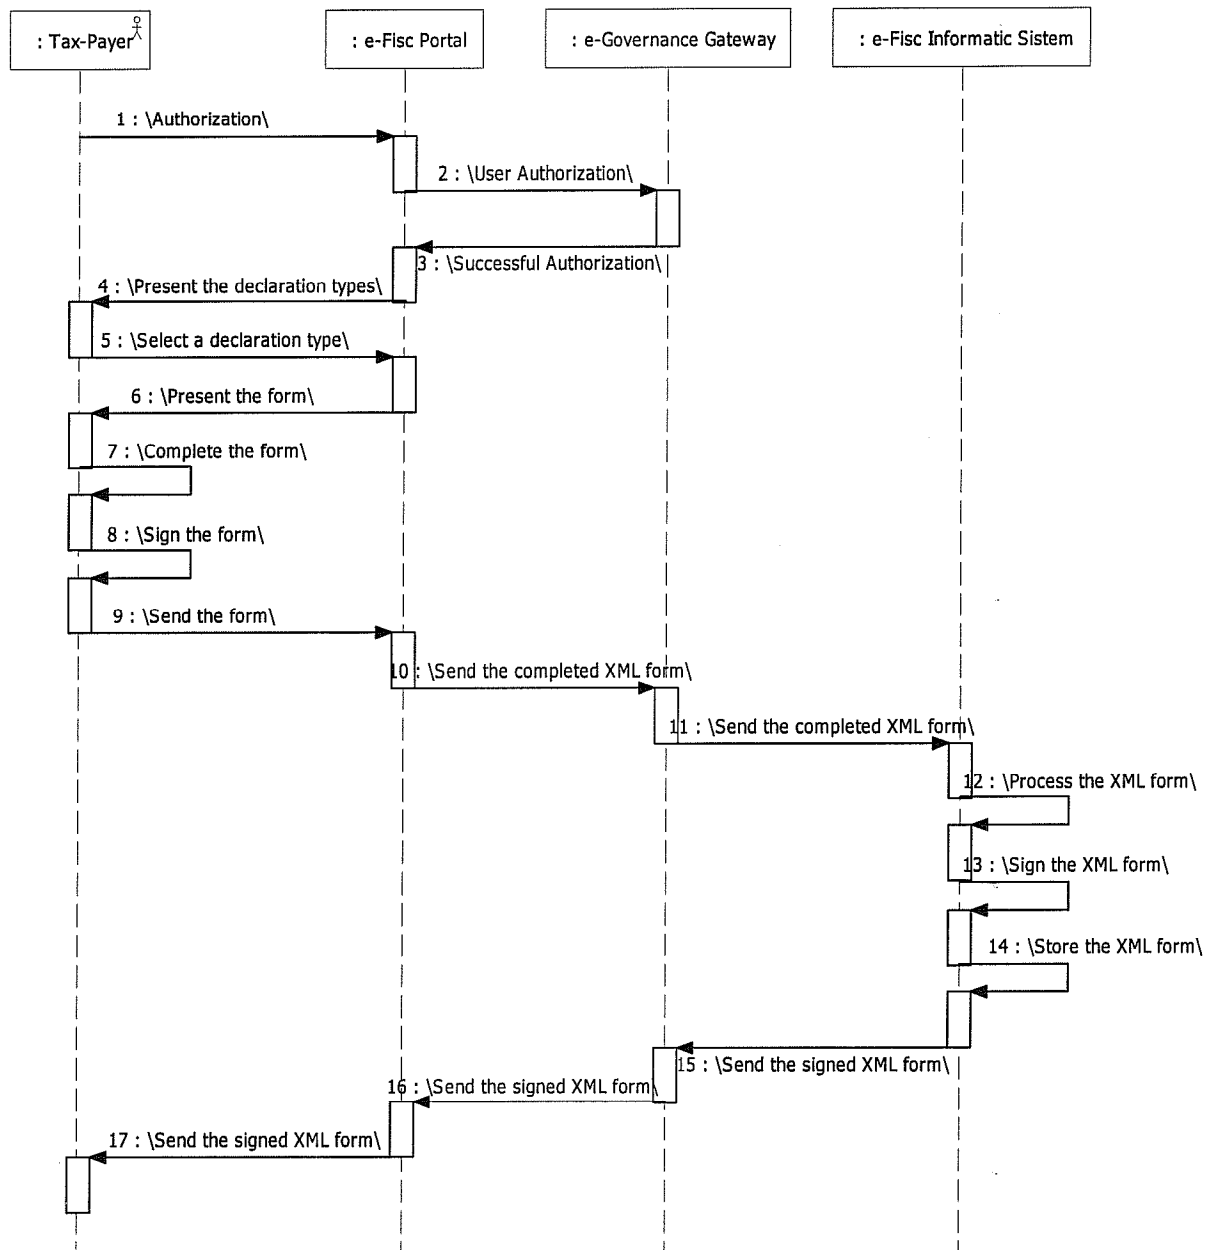 : Tax-Payer
: e-Fisc Portal
: e-Governance Gateway
: e-Fisc Informatic Sistem
1 : \Authorization\
2 : \User Authorization\
3 : \Successful Authorization\
4 : \Present the declaration types\
5 : \Select a declaration type\
6 : \Present the form\
7 : \Complete the form\
8 : \Sign the form\
9 : \Send the form\
10 : \Send the completed XML form\
11 : \Send the completed XML form\
12 : \Process the XML form\
13 : \Sign the XML form\
14 : \Store the XML form\
15 : \Send the signed XML form\
16 : \Send the signed XML form\
17 : \Send the signed XML form\